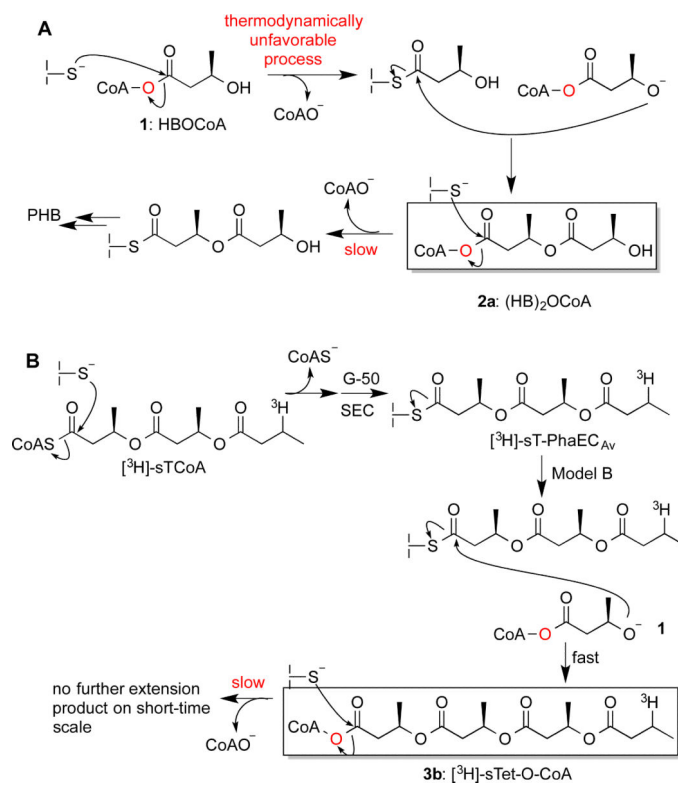 A
thermodynamically
unfavorable
process
S⁻
O
CoA
O
OH
CoAO⁻
1: HBOCoA
O
S
OH
O
CoA
O
O⁻
PHB
O
O
S
O
OH
CoAO⁻
slow
S⁻
O
O
CoA
O
O
OH
2a: (HB)₂OCoA
B
S⁻
CoAS⁻
O
O
O
³H
CoAS
O
O
[³H]-sTCoA
G-50
SEC
O
O
O
³H
S
O
O
[³H]-sT-PhaECAv
Model B
O
O
O
³H
S
O
O
O
CoA
O
O⁻
1
fast
no further extension
product on short-time
scale
slow
CoAO⁻
S⁻
O
O
O
O
³H
CoA
O
O
O
O
3b: [³H]-sTet-O-CoA